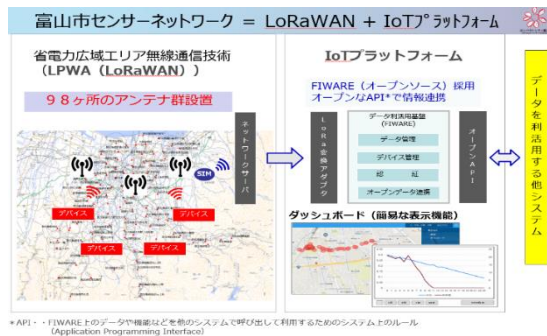 富山市センサーネットワーク = LoRaWAN + IoTプラットフォーム
省電力広域エリア無線通信技術
(LPWA(LoRaWAN))
98ヶ所のアンテナ群設置
SIM
デバイス
デバイス
デバイス
デバイス
ネットワークサーバ
IoTプラットフォーム
FIWARE(オープンソース)採用
オープンなAPI*で情報連携
LoRa変換アダプタ
データ利活用基盤
(FIWARE)
データ管理
デバイス管理
認 証
オープンデータ連携
オープンAPI
ダッシュボード(簡易な表示機能)
データを利活用する他システム
*API・・FIWARE上のデータや機能などを他のシステムで呼び出して利用するためのシステム上のルール
(Application Programming Interface)